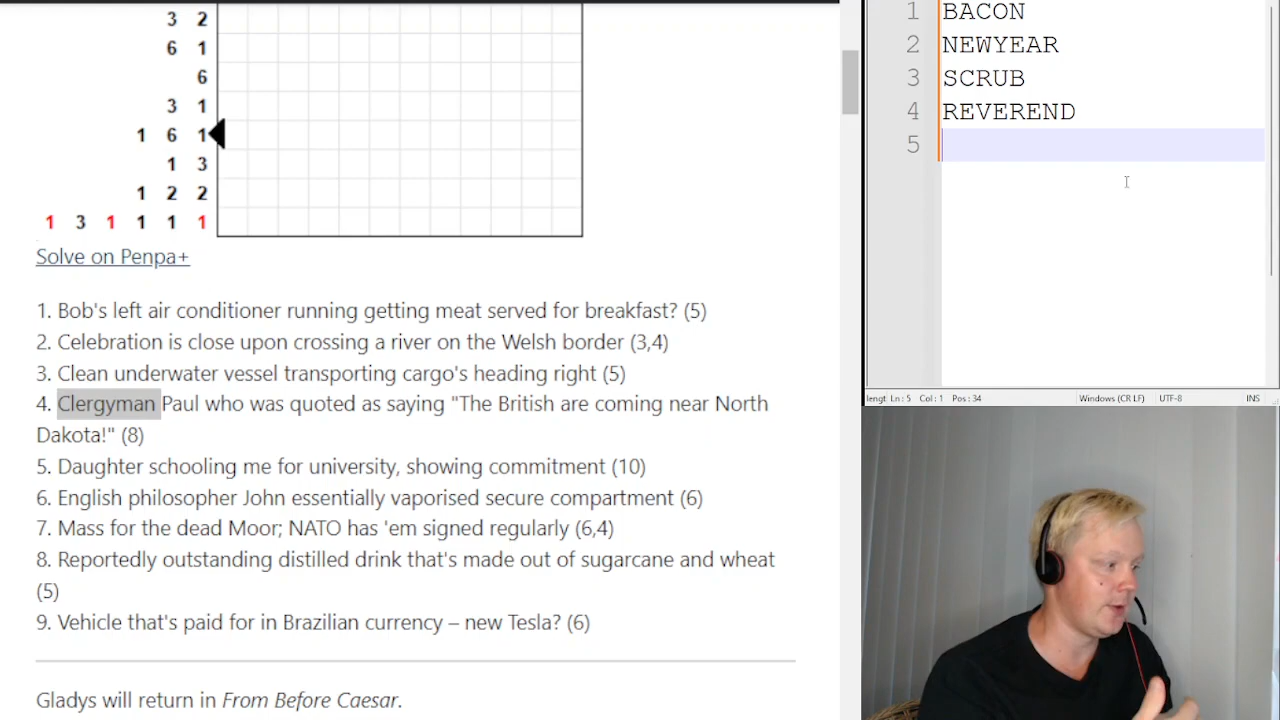 3 2
6 1
6
3 1
1 6 1
1 3
1 2 2
1 3 1 1 1 1
Solve on Penpa+
1. Bob's left air conditioner running getting meat served for breakfast? (5)
2. Celebration is close upon crossing a river on the Welsh border (3,4)
3. Clean underwater vessel transporting cargo's heading right (5)
4. Clergyman Paul who was quoted as saying "The British are coming near North
Dakota!" (8)
5. Daughter schooling me for university, showing commitment (10)
6. English philosopher John essentially vaporised secure compartment (6)
7. Mass for the dead Moor; NATO has 'em signed regularly (6,4)
8. Reportedly outstanding distilled drink that's made out of sugarcane and wheat
(5)
9. Vehicle that's paid for in Brazilian currency – new Tesla? (6)
Gladys will return in From Before Caesar.
1 BACON
2 NEWYEAR
3 SCRUB
4 REVEREND
5
lengt Ln : 5 Col : 1 Pos : 34 Windows (CR LF) UTF-8 INS